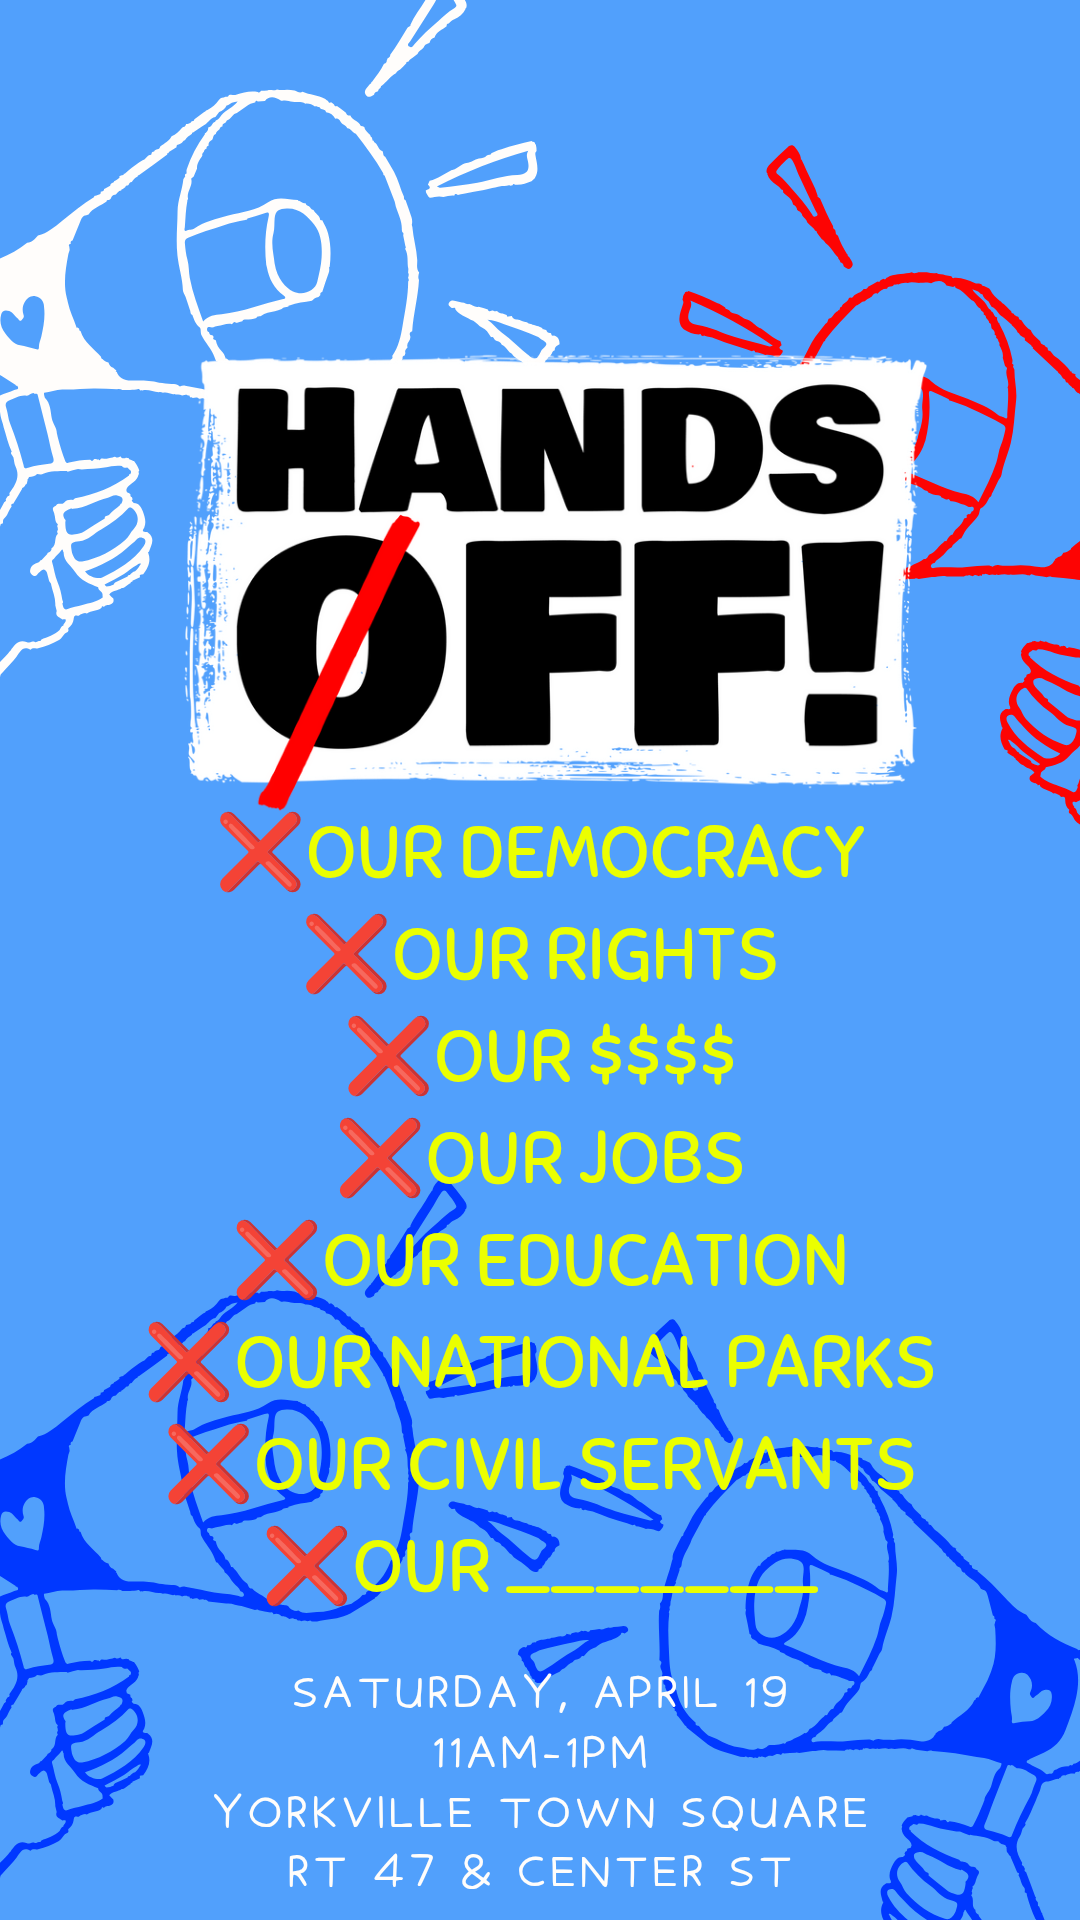 HANDS
OFF!
❌OUR DEMOCRACY
❌OUR RIGHTS
❌OUR $$$$
❌OUR JOBS
❌OUR EDUCATION
❌OUR NATIONAL PARKS
❌OUR CIVIL SERVANTS
❌OUR _______
SATURDAY, APRIL 19
11AM-1PM
YORKVILLE TOWN SQUARE
RT 47 & CENTER ST